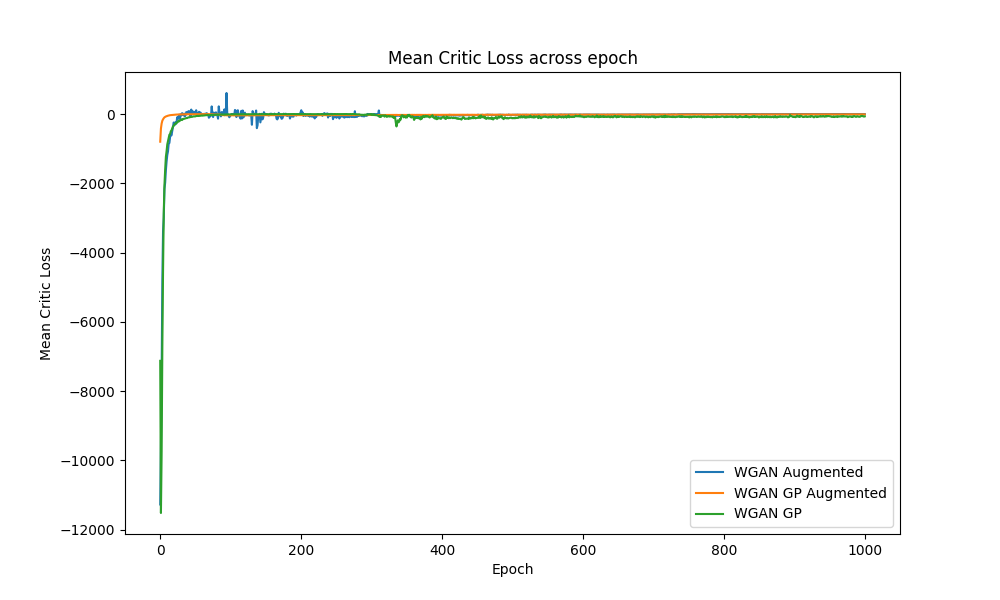 Mean Critic Loss across epoch
Mean Critic Loss
0
−2000
−4000
−6000
−8000
−10000
−12000
0
200
400
600
800
1000
Epoch
WGAN Augmented
WGAN GP Augmented
WGAN GP